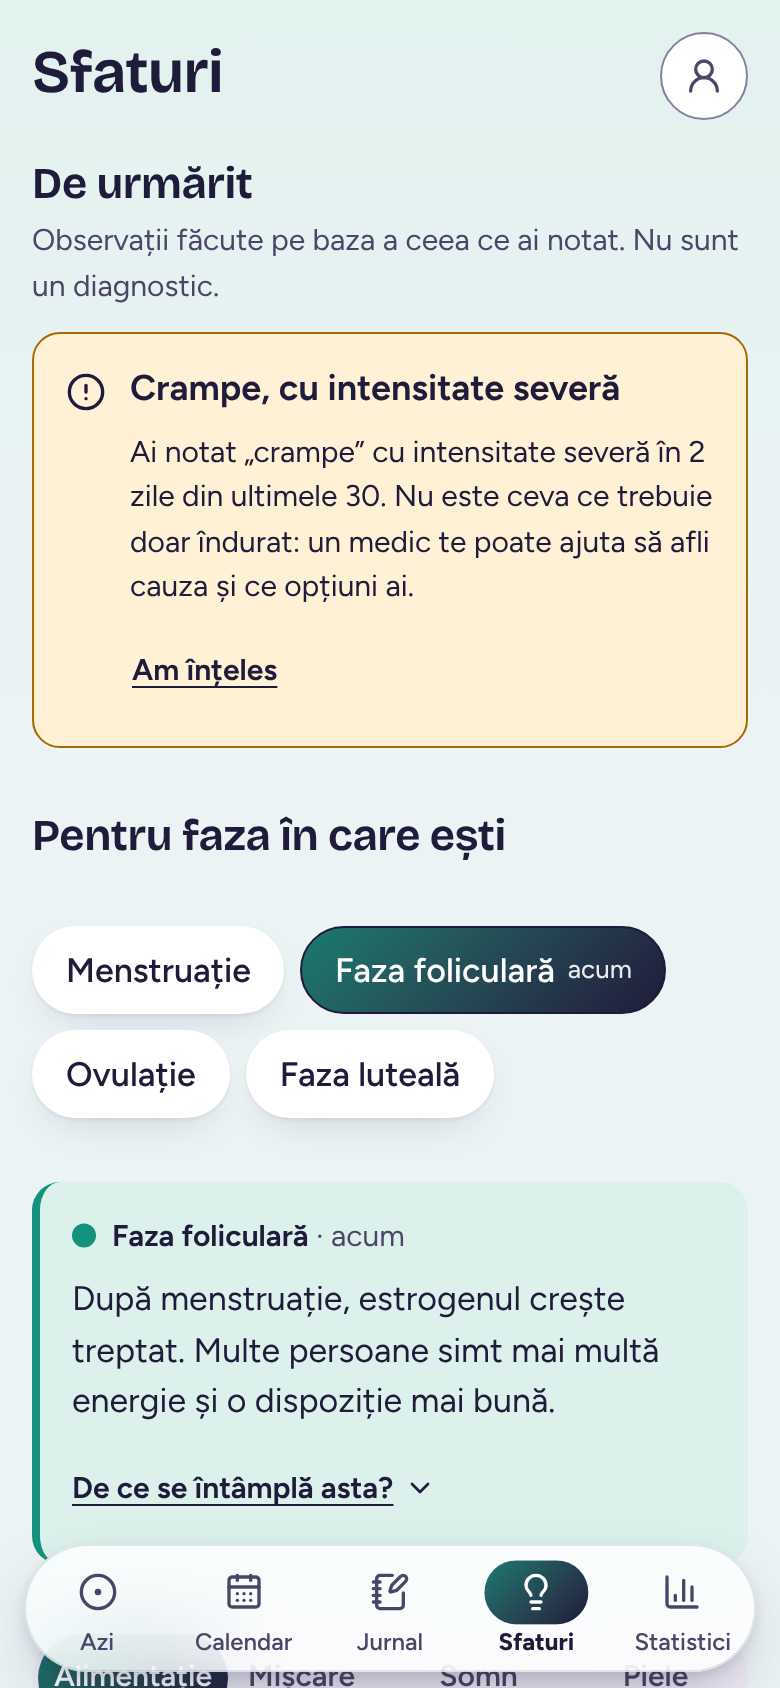 Sfaturi
De urmărit
Observații făcute pe baza a ceea ce ai notat. Nu sunt
un diagnostic.
Crampe, cu intensitate severă
Ai notat „crampe” cu intensitate severă în 2
zile din ultimele 30. Nu este ceva ce trebuie
doar îndurat: un medic te poate ajuta să afli
cauza și ce opțiuni ai.
Am înțeles
Pentru faza în care ești
Menstruație
Faza foliculară acum
Ovulație
Faza luteală
Faza foliculară · acum
După menstruație, estrogenul crește
treptat. Multe persoane simt mai multă
energie și o dispoziție mai bună.
De ce se întâmplă asta?
Azi
Calendar
Jurnal
Sfaturi
Statistici
Alimentație
Mișcare
Somn
Piele